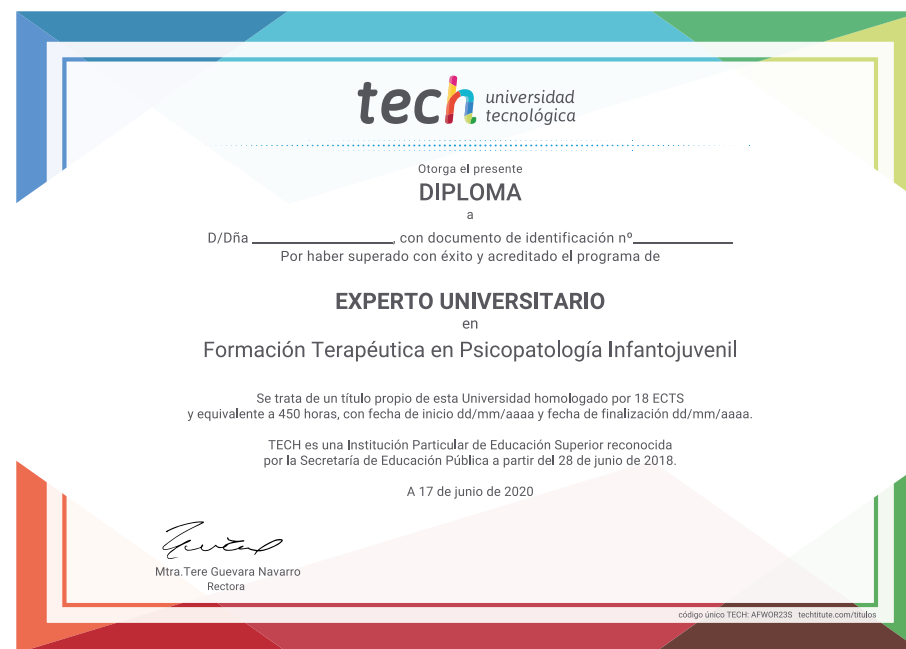 tech universidad
tecnológica
Otorga el presente
DIPLOMA
a
D/Dña ____________________, con documento de identificación nº______________
Por haber superado con éxito y acreditado el programa de
EXPERTO UNIVERSITARIO
en
Formación Terapéutica en Psicopatología Infantojuvenil
Se trata de un título propio de esta Universidad homologado por 18 ECTS
y equivalente a 450 horas, con fecha de inicio dd/mm/aaaa y fecha de finalización dd/mm/aaaa.
TECH es una Institución Particular de Educación Superior reconocida
por la Secretaría de Educación Pública a partir del 28 de junio de 2018.
A 17 de junio de 2020
Mtra.Tere Guevara Navarro
Rectora
código único TECH: AFWOR23S techtitute.com/titulos